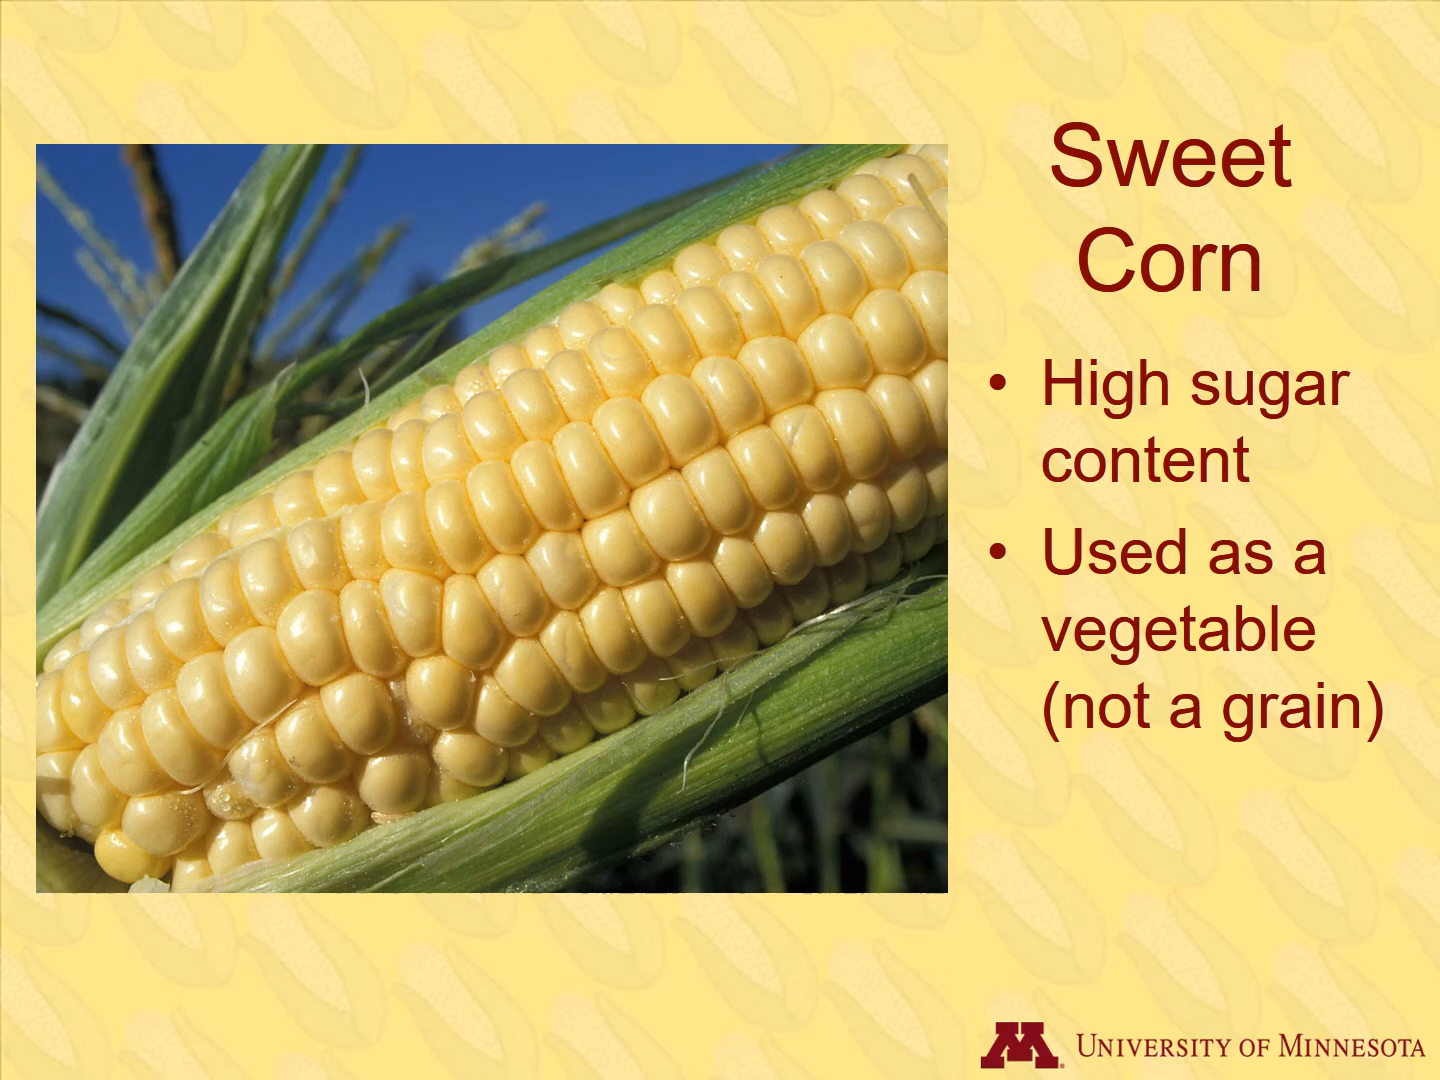 Sweet
Corn
• High sugar
content
• Used as a
vegetable
(not a grain)
M
UNIVERSITY OF MINNESOTA